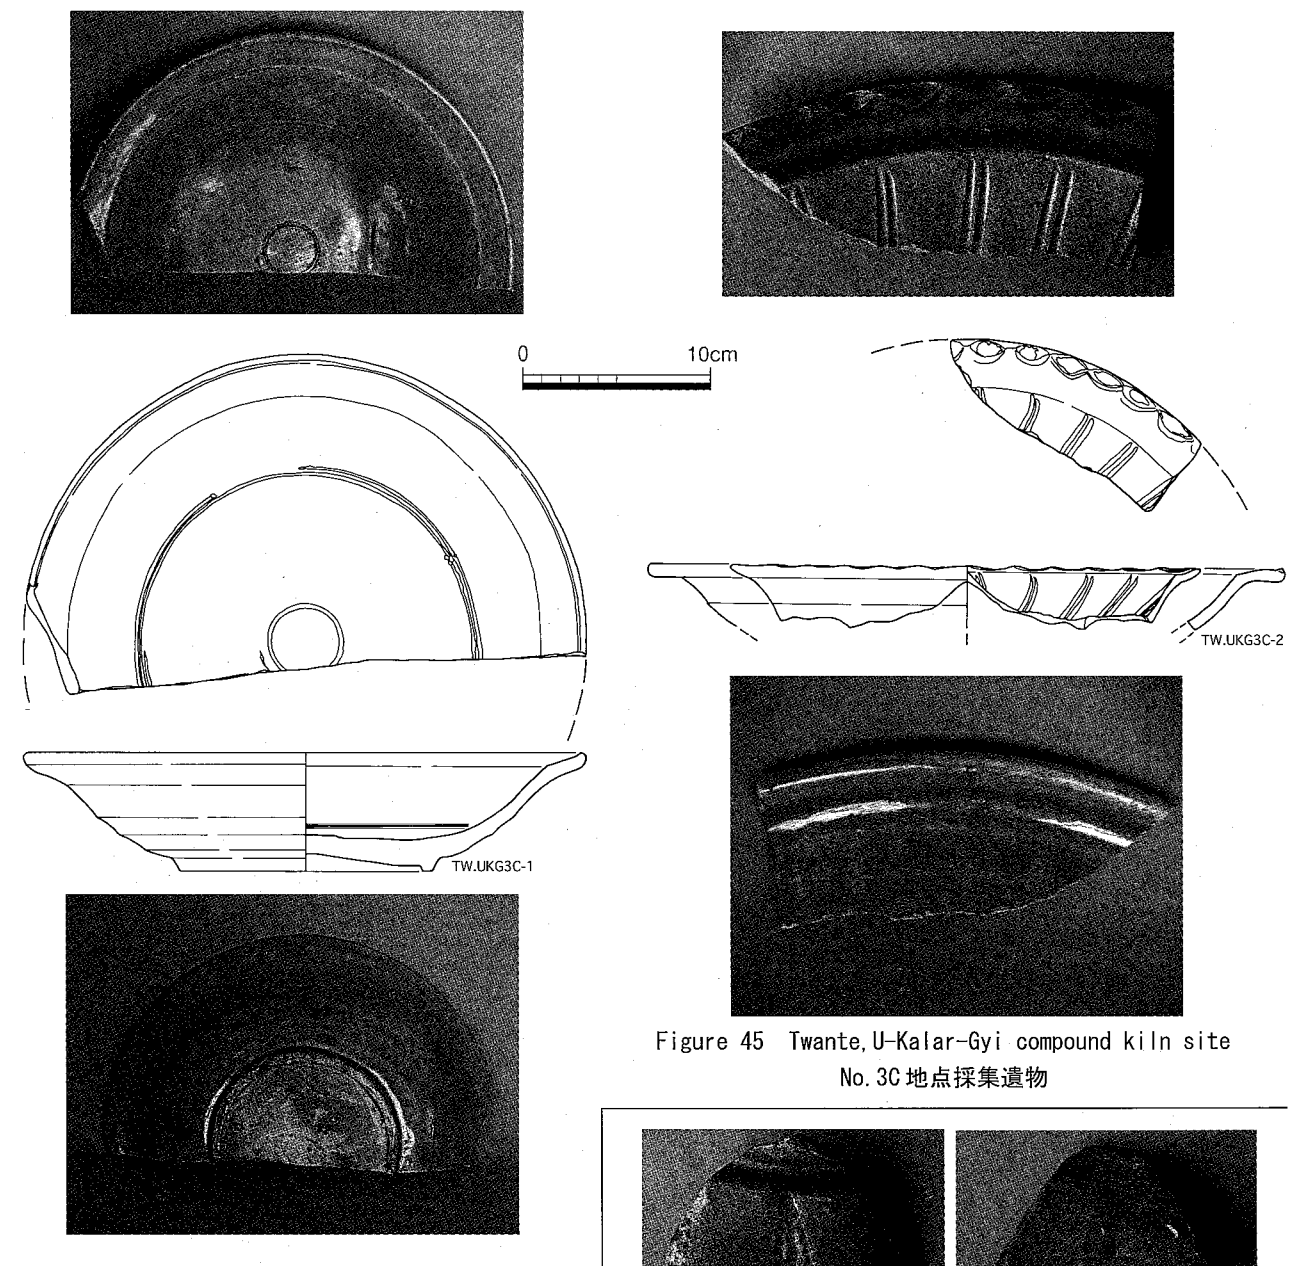 0 10cm
TW.UKG3C-2
TW.UKG3C-1
Figure 45 Twante, U-Kalar-Gyi compound kiln site
No. 3C地点採集遺物